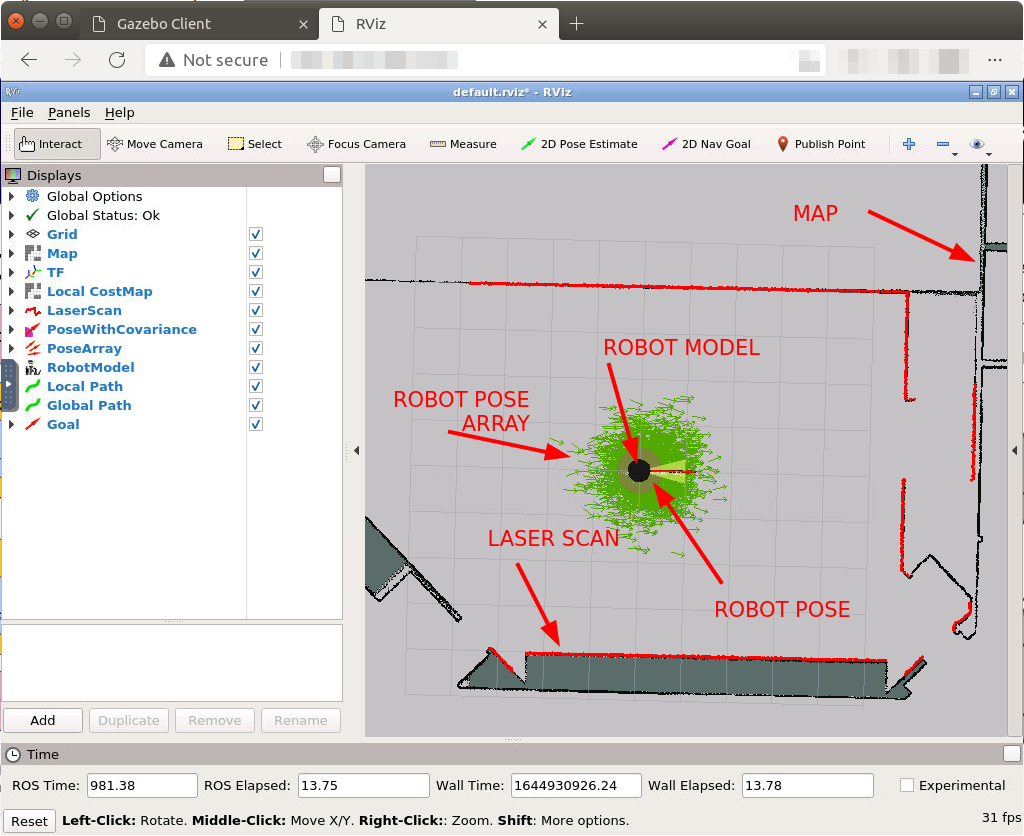 Gazebo Client
RViz
Not secure
RViz
default.rviz* - RViz
File Panels Help
Interact Move Camera Select Focus Camera Measure 2D Pose Estimate 2D Nav Goal Publish Point
Displays
Global Options
Global Status: Ok
Grid
Map
TF
Local CostMap
LaserScan
PoseWithCovariance
PoseArray
RobotModel
Local Path
Global Path
Goal
Add Duplicate Remove Rename
MAP
ROBOT MODEL
ROBOT POSE
ARRAY
LASER SCAN
ROBOT POSE
Time
ROS Time: 981.38 ROS Elapsed: 13.75 Wall Time: 1644930926.24 Wall Elapsed: 13.78 Experimental
Reset Left-Click: Rotate. Middle-Click: Move X/Y. Right-Click:: Zoom. Shift: More options. 31 fps